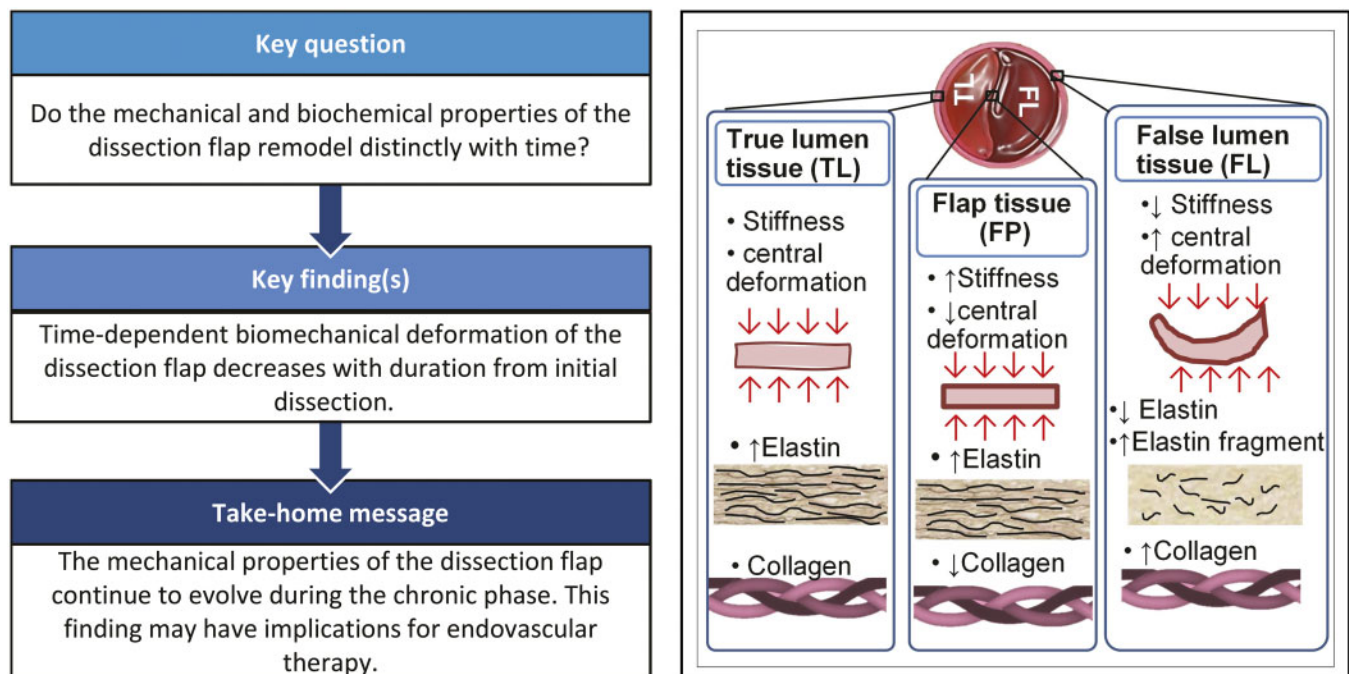 Key question
Do the mechanical and biochemical properties of the
dissection flap remodel distinctly with time?
Key finding(s)
Time-dependent biomechanical deformation of the
dissection flap decreases with duration from initial
dissection.
Take-home message
The mechanical properties of the dissection flap
continue to evolve during the chronic phase. This
finding may have implications for endovascular
therapy.
TL
FL
True lumen
tissue (TL)
• Stiffness
• central
deformation
• ↑Elastin
• Collagen
Flap tissue
(FP)
• ↑Stiffness
• ↓central
deformation
• ↑Elastin
• ↓Collagen
False lumen
tissue (FL)
•↓ Stiffness
•↑ central
deformation
•↓ Elastin
•↑Elastin fragment
• ↑Collagen